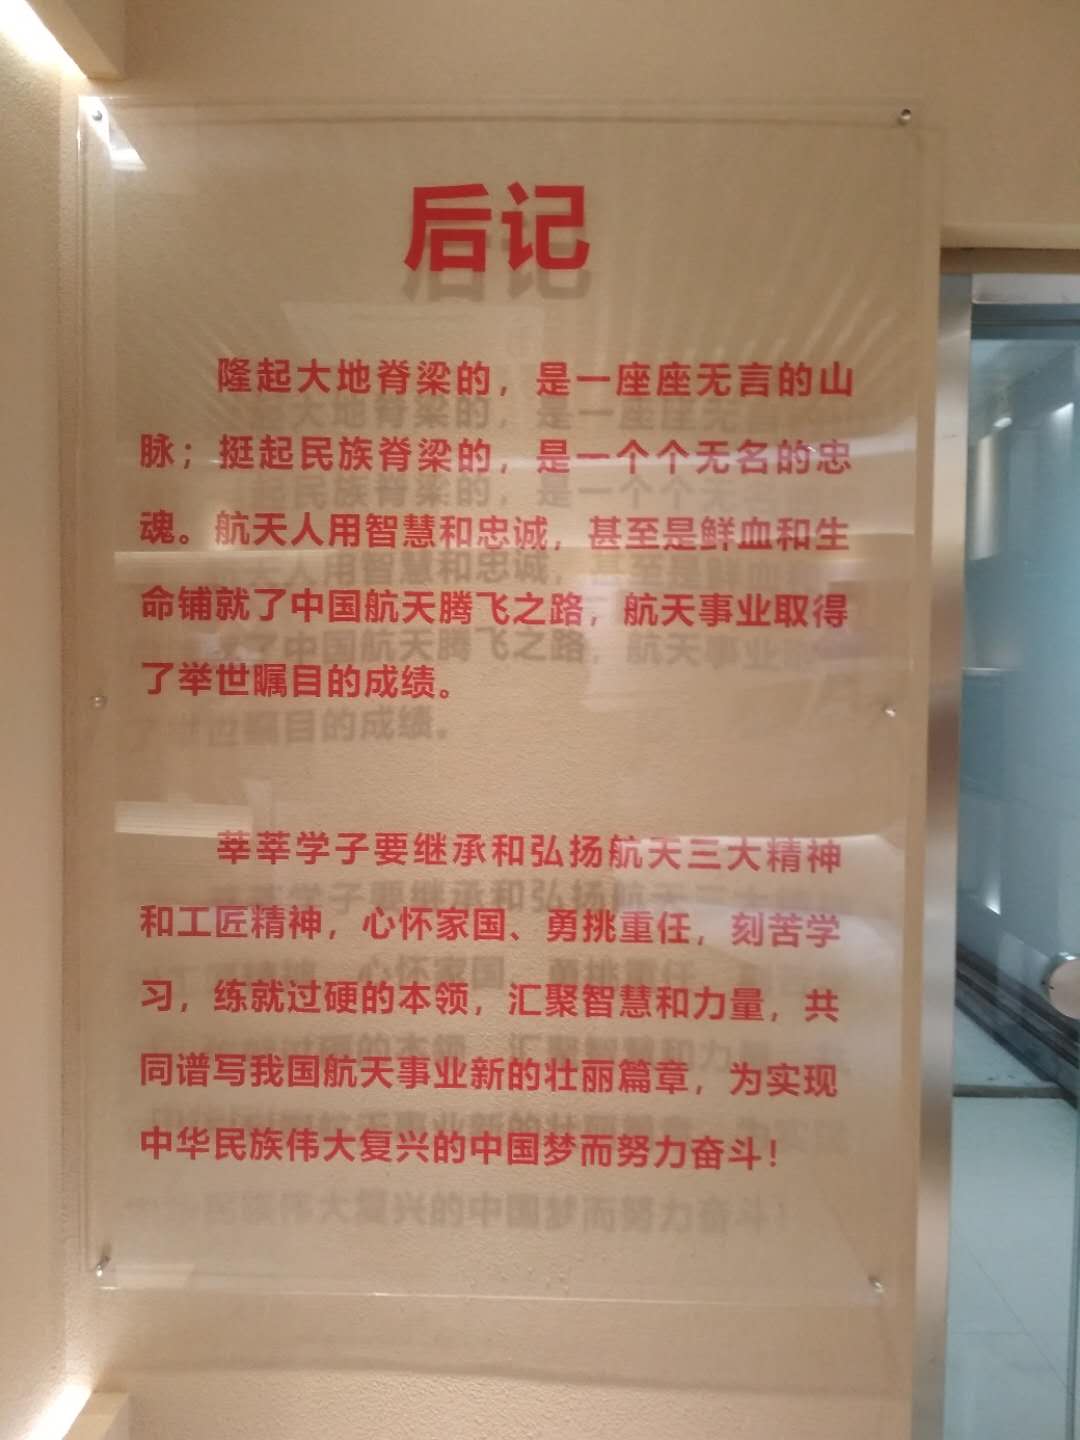 后记
隆起大地脊梁的，是一座座无言的山
脉；挺起民族脊梁的，是一个个无名的忠
魂。航天人用智慧和忠诚，甚至是鲜血和生
命铺就了中国航天腾飞之路，航天事业取得
了举世瞩目的成绩。
莘莘学子要继承和弘扬航天三大精神
和工匠精神，心怀家国、勇挑重任，刻苦学
习，练就过硬的本领，汇聚智慧和力量，共
同谱写我国航天事业新的壮丽篇章，为实现
中华民族伟大复兴的中国梦而努力奋斗！